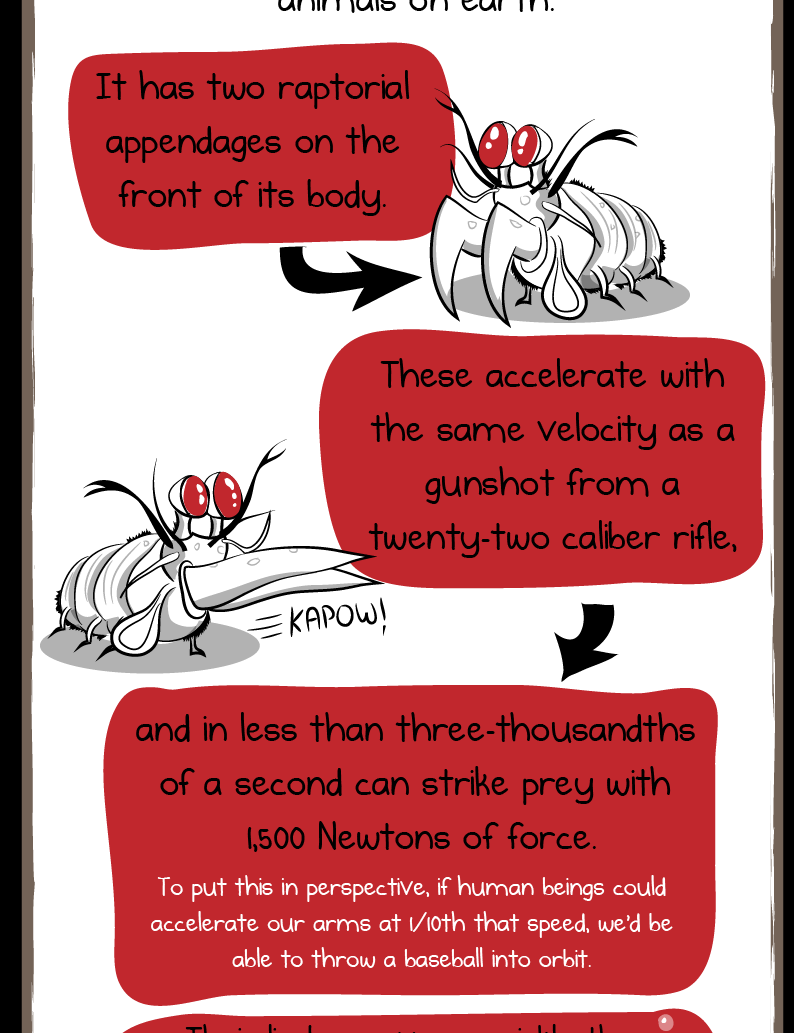 animals on earth.
It has two raptorial
appendages on the
front of its body.
These accelerate with
the same velocity as a
gunshot from a
twenty-two caliber rifle,
KAPOW!
and in less than three-thousandths
of a second can strike prey with
1,500 Newtons of force.
To put this in perspective, if human beings could
accelerate our arms at 1/10th that speed, we'd be
able to throw a baseball into orbit.